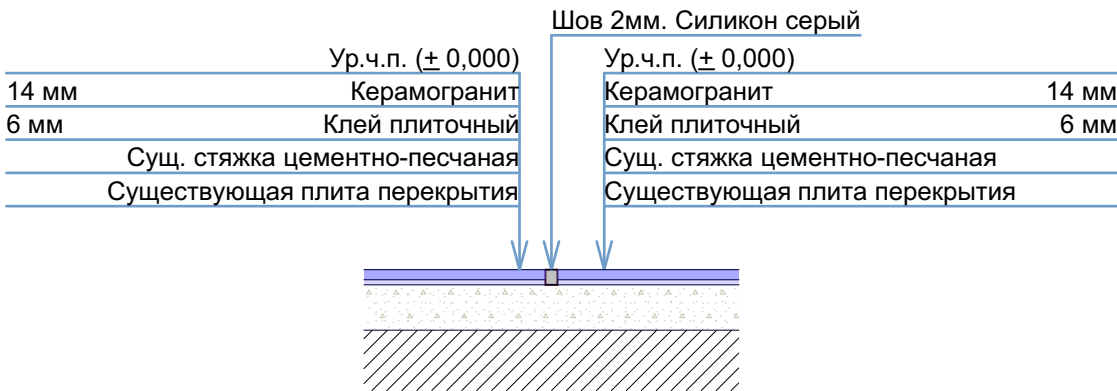 Шов 2мм. Силикон серый
Ур.ч.п. (± 0,000)
14 мм Керамогранит
6 мм Клей плиточный
Сущ. стяжка цементно-песчаная
Существующая плита перекрытия
Ур.ч.п. (± 0,000)
Керамогранит 14 мм
Клей плиточный 6 мм
Сущ. стяжка цементно-песчаная
Существующая плита перекрытия